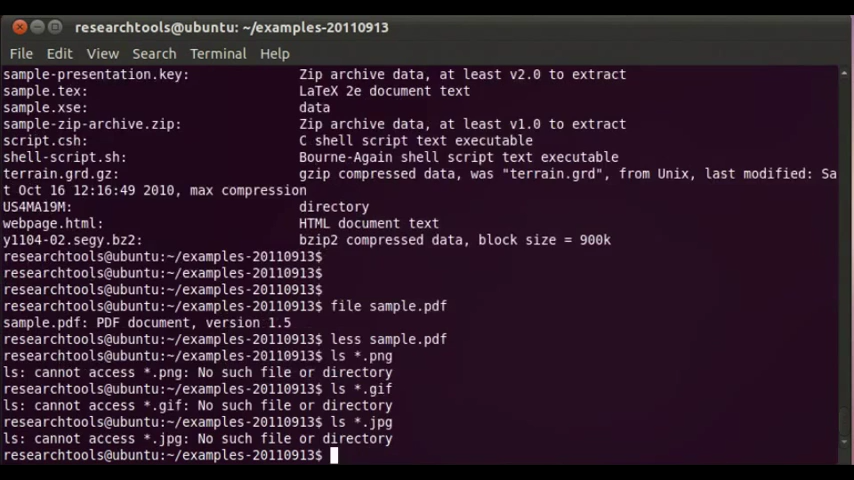 researchtools@ubuntu: ~/examples-20110913
File Edit View Search Terminal Help
sample-presentation.key: Zip archive data, at least v2.0 to extract
sample.tex: LaTeX 2e document text
sample.xse: data
sample-zip-archive.zip: Zip archive data, at least v1.0 to extract
script.csh: C shell script text executable
shell-script.sh: Bourne-Again shell script text executable
terrain.grd.gz: gzip compressed data, was "terrain.grd", from Unix, last modified: Sa
t Oct 16 12:16:49 2010, max compression
US4MA19M: directory
webpage.html: HTML document text
y1104-02.segy.bz2: bzip2 compressed data, block size = 900k
researchtools@ubuntu:~/examples-20110913$
researchtools@ubuntu:~/examples-20110913$
researchtools@ubuntu:~/examples-20110913$
researchtools@ubuntu:~/examples-20110913$ file sample.pdf
sample.pdf: PDF document, version 1.5
researchtools@ubuntu:~/examples-20110913$ less sample.pdf
researchtools@ubuntu:~/examples-20110913$ ls *.png
ls: cannot access *.png: No such file or directory
researchtools@ubuntu:~/examples-20110913$ ls *.gif
ls: cannot access *.gif: No such file or directory
researchtools@ubuntu:~/examples-20110913$ ls *.jpg
ls: cannot access *.jpg: No such file or directory
researchtools@ubuntu:~/examples-20110913$